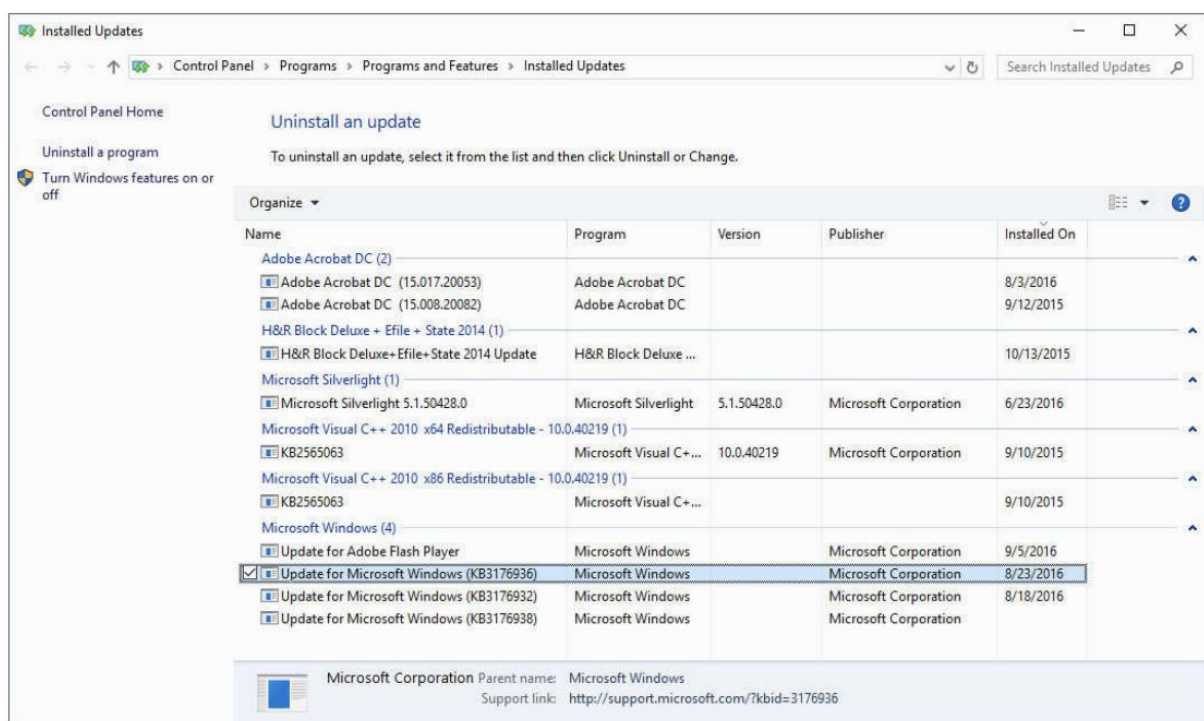 Installed Updates
Control Panel > Programs > Programs and Features > Installed Updates
Search Installed Updates
Control Panel Home
Uninstall a program
Turn Windows features on or
off
Uninstall an update
To uninstall an update, select it from the list and then click Uninstall or Change.
Organize
Name Program Version Publisher Installed On
Adobe Acrobat DC (2)
Adobe Acrobat DC (15.017.20053) Adobe Acrobat DC 8/3/2016
Adobe Acrobat DC (15.008.20082) Adobe Acrobat DC 9/12/2015
H&R Block Deluxe + Efile + State 2014 (1)
H&R Block Deluxe+Efile+State 2014 Update H&R Block Deluxe ... 10/13/2015
Microsoft Silverlight (1)
Microsoft Silverlight 5.1.50428.0 Microsoft Silverlight 5.1.50428.0 Microsoft Corporation 6/23/2016
Microsoft Visual C++ 2010 x64 Redistributable - 10.0.40219 (1)
KB2565063 Microsoft Visual C+... 10.0.40219 Microsoft Corporation 9/10/2015
Microsoft Visual C++ 2010 x86 Redistributable - 10.0.40219 (1)
KB2565063 Microsoft Visual C+... 9/10/2015
Microsoft Windows (4)
Update for Adobe Flash Player Microsoft Windows Microsoft Corporation 9/5/2016
Update for Microsoft Windows (KB3176936) Microsoft Windows Microsoft Corporation 8/23/2016
Update for Microsoft Windows (KB3176932) Microsoft Windows Microsoft Corporation 8/18/2016
Update for Microsoft Windows (KB3176938) Microsoft Windows Microsoft Corporation
Microsoft Corporation Parent name: Microsoft Windows
Support link: http://support.microsoft.com/?kbid=3176936